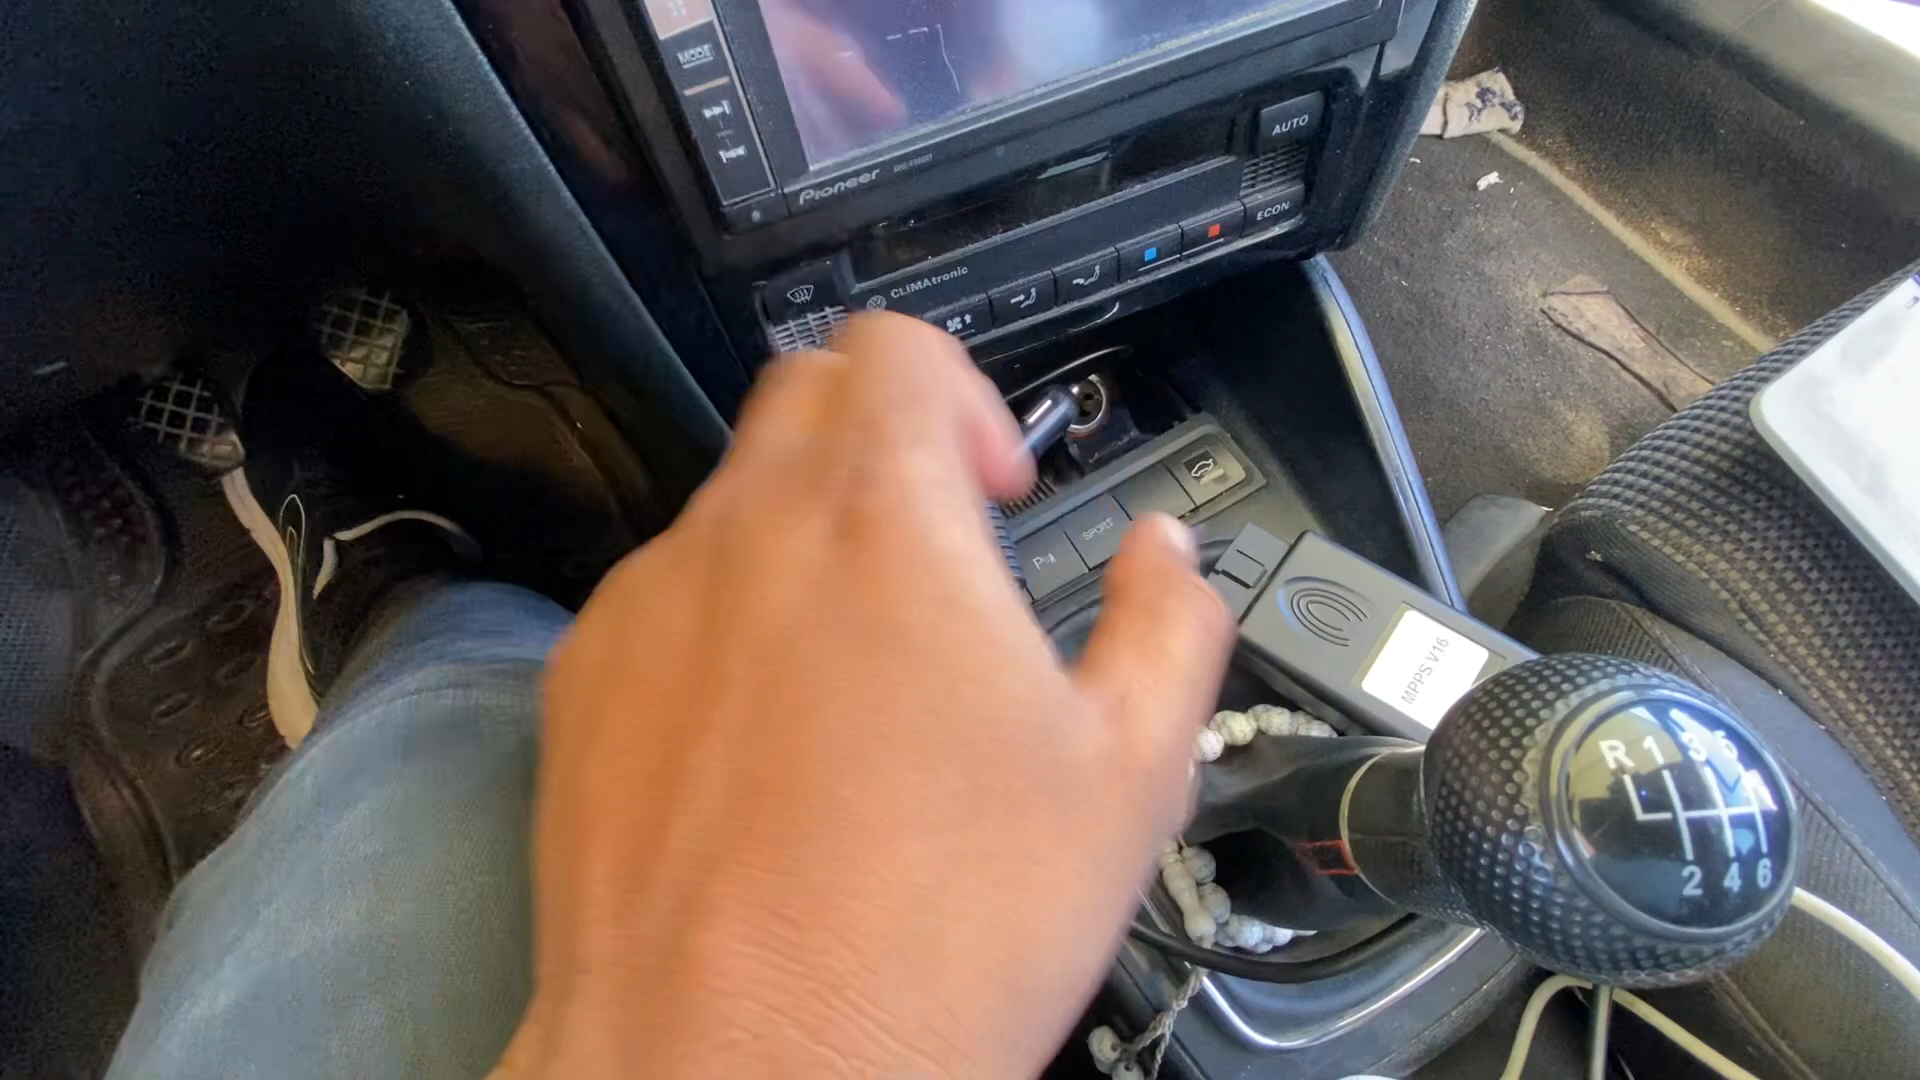 MODE
Pioneer
AUTO
ECON
CLIMAtronic
SPORT
P
MPPS V16
R 1 3 5
2 4 6